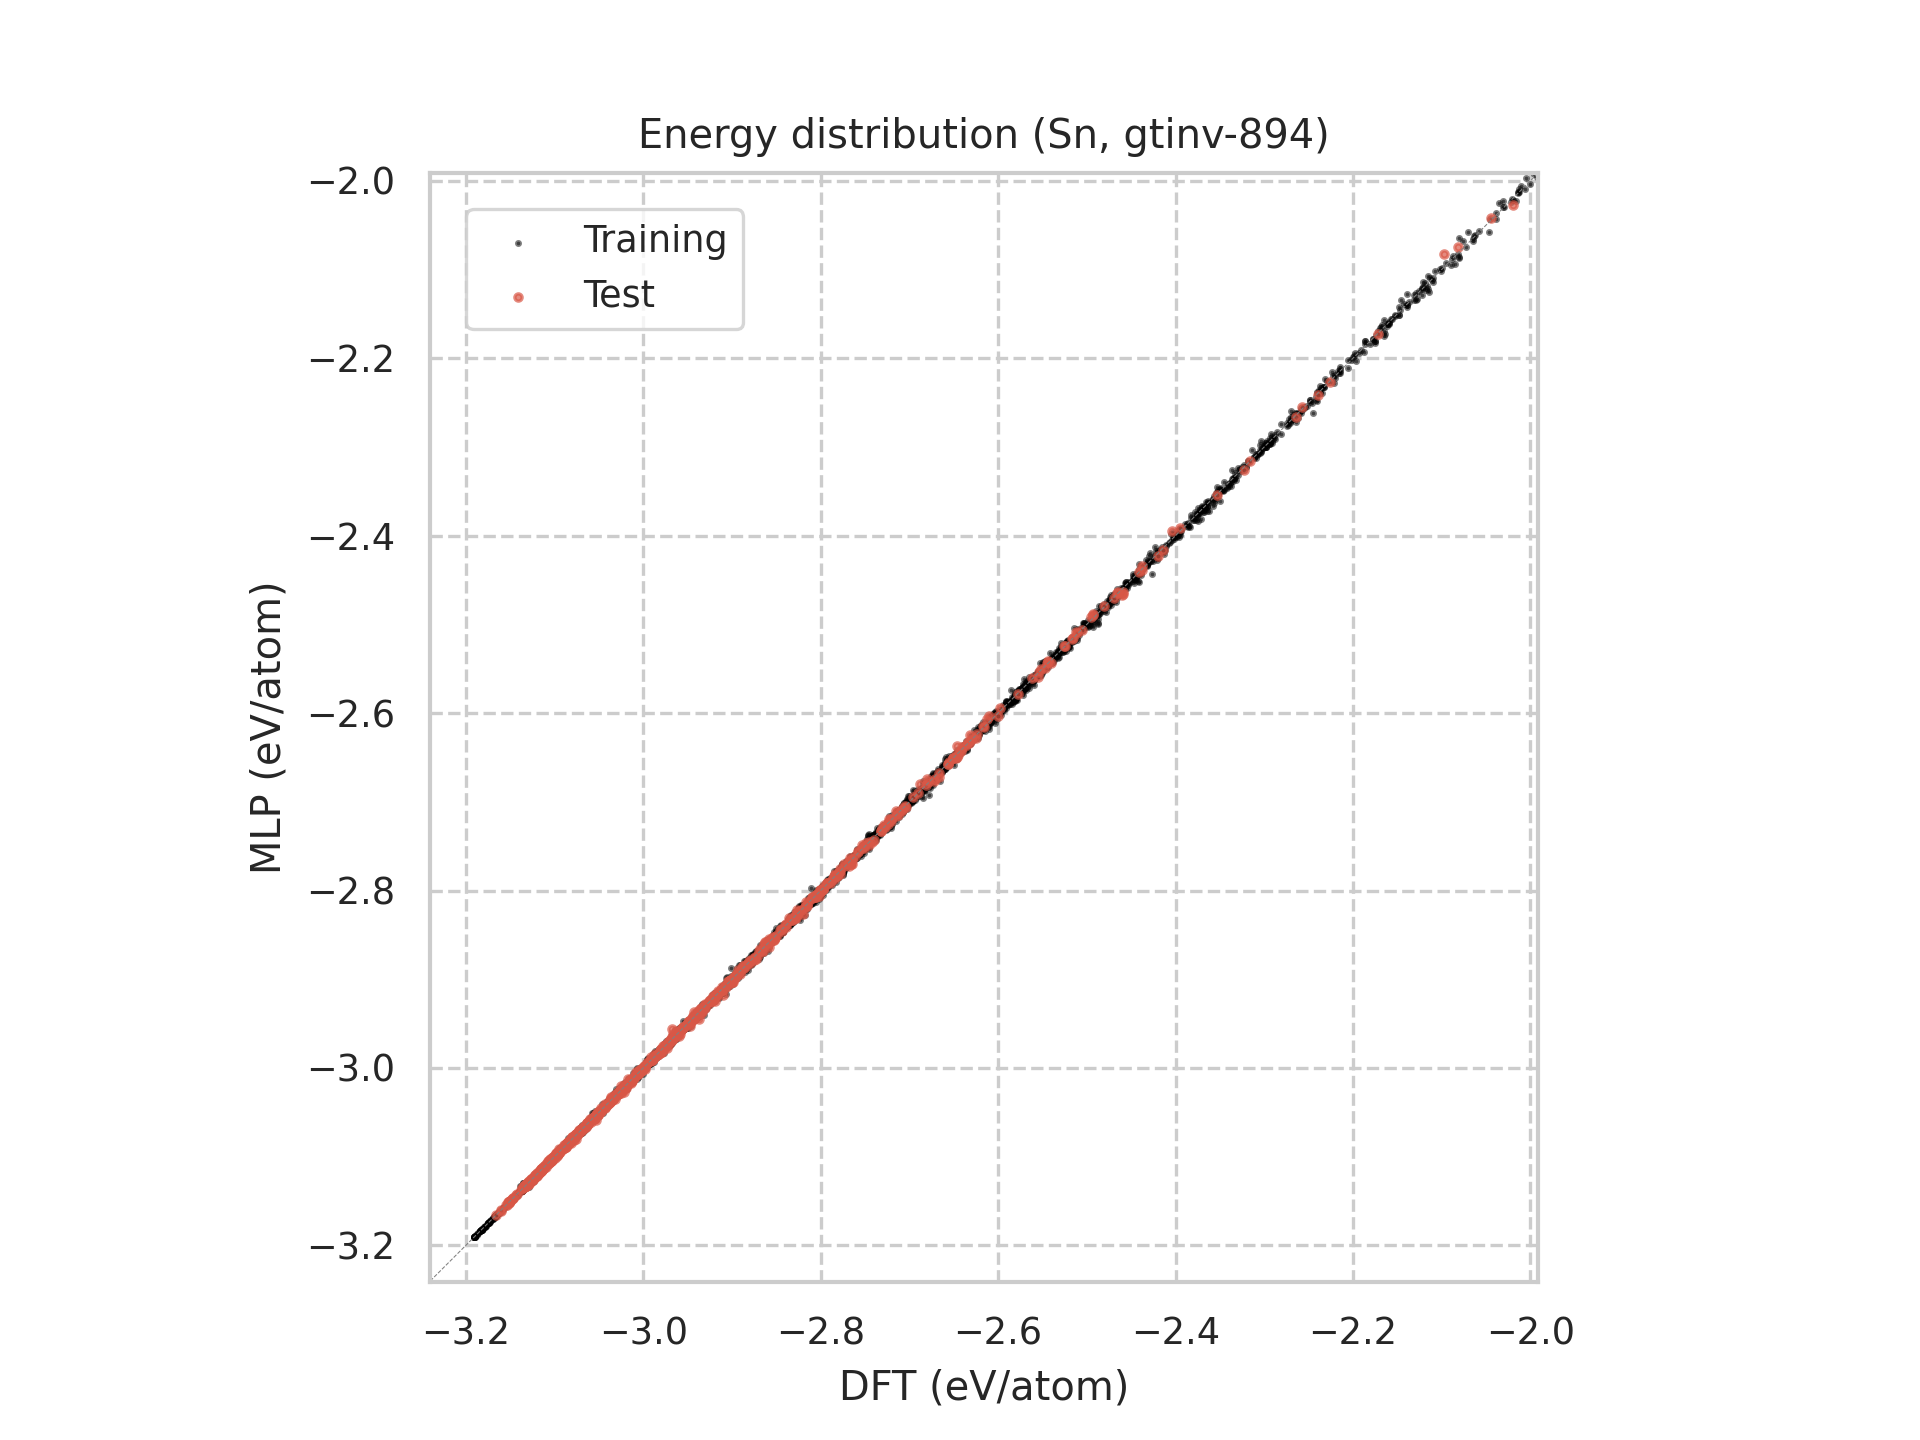 Energy distribution (Sn, gtinv-894)
−2.0
Training
Test
−2.2
−2.4
−2.6
−2.8
−3.0
−3.2
MLP (eV/atom)
−3.2 −3.0 −2.8 −2.6 −2.4 −2.2 −2.0
DFT (eV/atom)